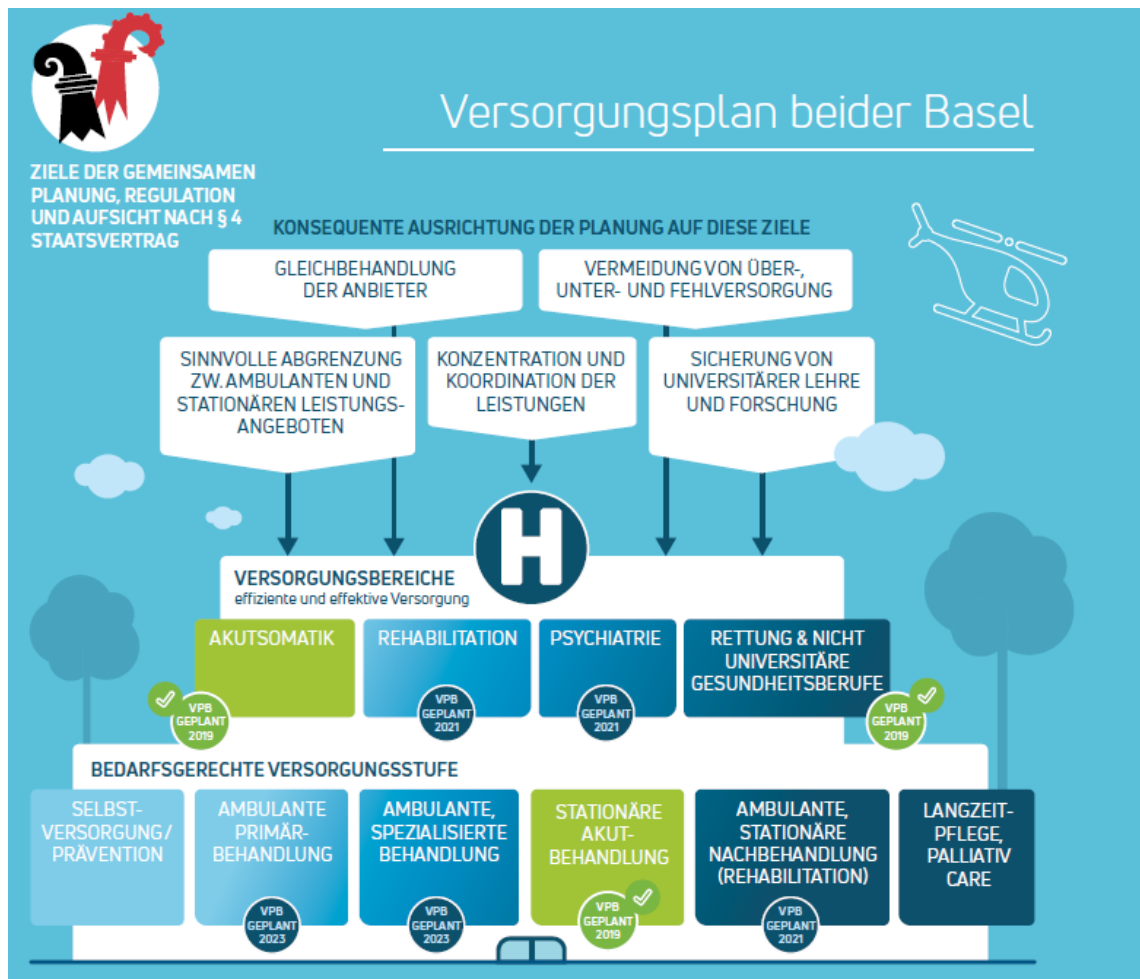 Versorgungsplan beider Basel
ZIELE DER GEMEINSAMEN
PLANUNG, REGULATION
UND AUFSICHT NACH § 4
STAATSVERTRAG
KONSEQUENTE AUSRICHTUNG DER PLANUNG AUF DIESE ZIELE
GLEICHBEHANDLUNG
DER ANBIETER
VERMEIDUNG VON ÜBER-,
UNTER- UND FEHLVERSORGUNG
SINNVOLLE ABGRENZUNG
ZW. AMBULANTEN UND
STATIONÄREN LEISTUNGS-
ANGEBOTEN
KONZENTRATION UND
KOORDINATION DER
LEISTUNGEN
SICHERUNG VON
UNIVERSITÄRER LEHRE
UND FORSCHUNG
H
VERSORGUNGSBEREICHE
effiziente und effektive Versorgung
AKUTSOMATIK
VPB
GEPLANT
2019
REHABILITATION
VPB
GEPLANT
2021
PSYCHIATRIE
VPB
GEPLANT
2021
RETTUNG & NICHT
UNIVERSITÄRE
GESUNDHEITSBERUFE
VPB
GEPLANT
2019
BEDARFSGERECHTE VERSORGUNGSSTUFE
SELBST-
VERSORGUNG /
PRÄVENTION
AMBULANTE
PRIMÄR-
BEHANDLUNG
VPB
GEPLANT
2023
AMBULANTE,
SPEZIALISIERTE
BEHANDLUNG
VPB
GEPLANT
2023
STATIONÄRE
AKUT-
BEHANDLUNG
VPB
GEPLANT
2019
AMBULANTE,
STATIONÄRE
NACHBEHANDLUNG
(REHABILITATION)
VPB
GEPLANT
2021
LANGZEIT-
PFLEGE,
PALLIATIV
CARE